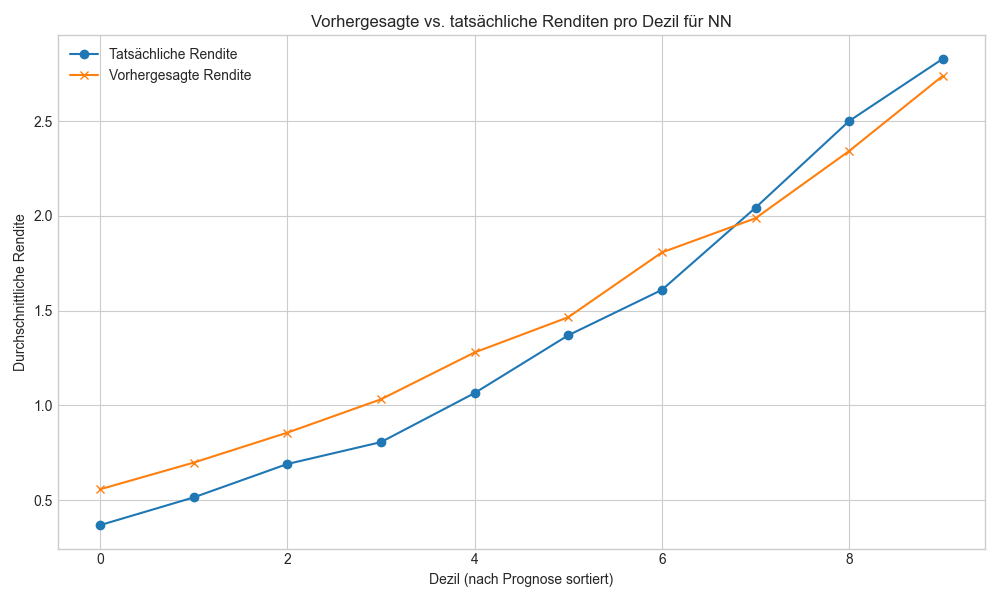 Vorhergesagte vs. tatsächliche Renditen pro Dezil für NN
Tatsächliche Rendite
Vorhergesagte Rendite
Durchschnittliche Rendite
2.5
2.0
1.5
1.0
0.5
0 2 4 6 8
Dezil (nach Prognose sortiert)